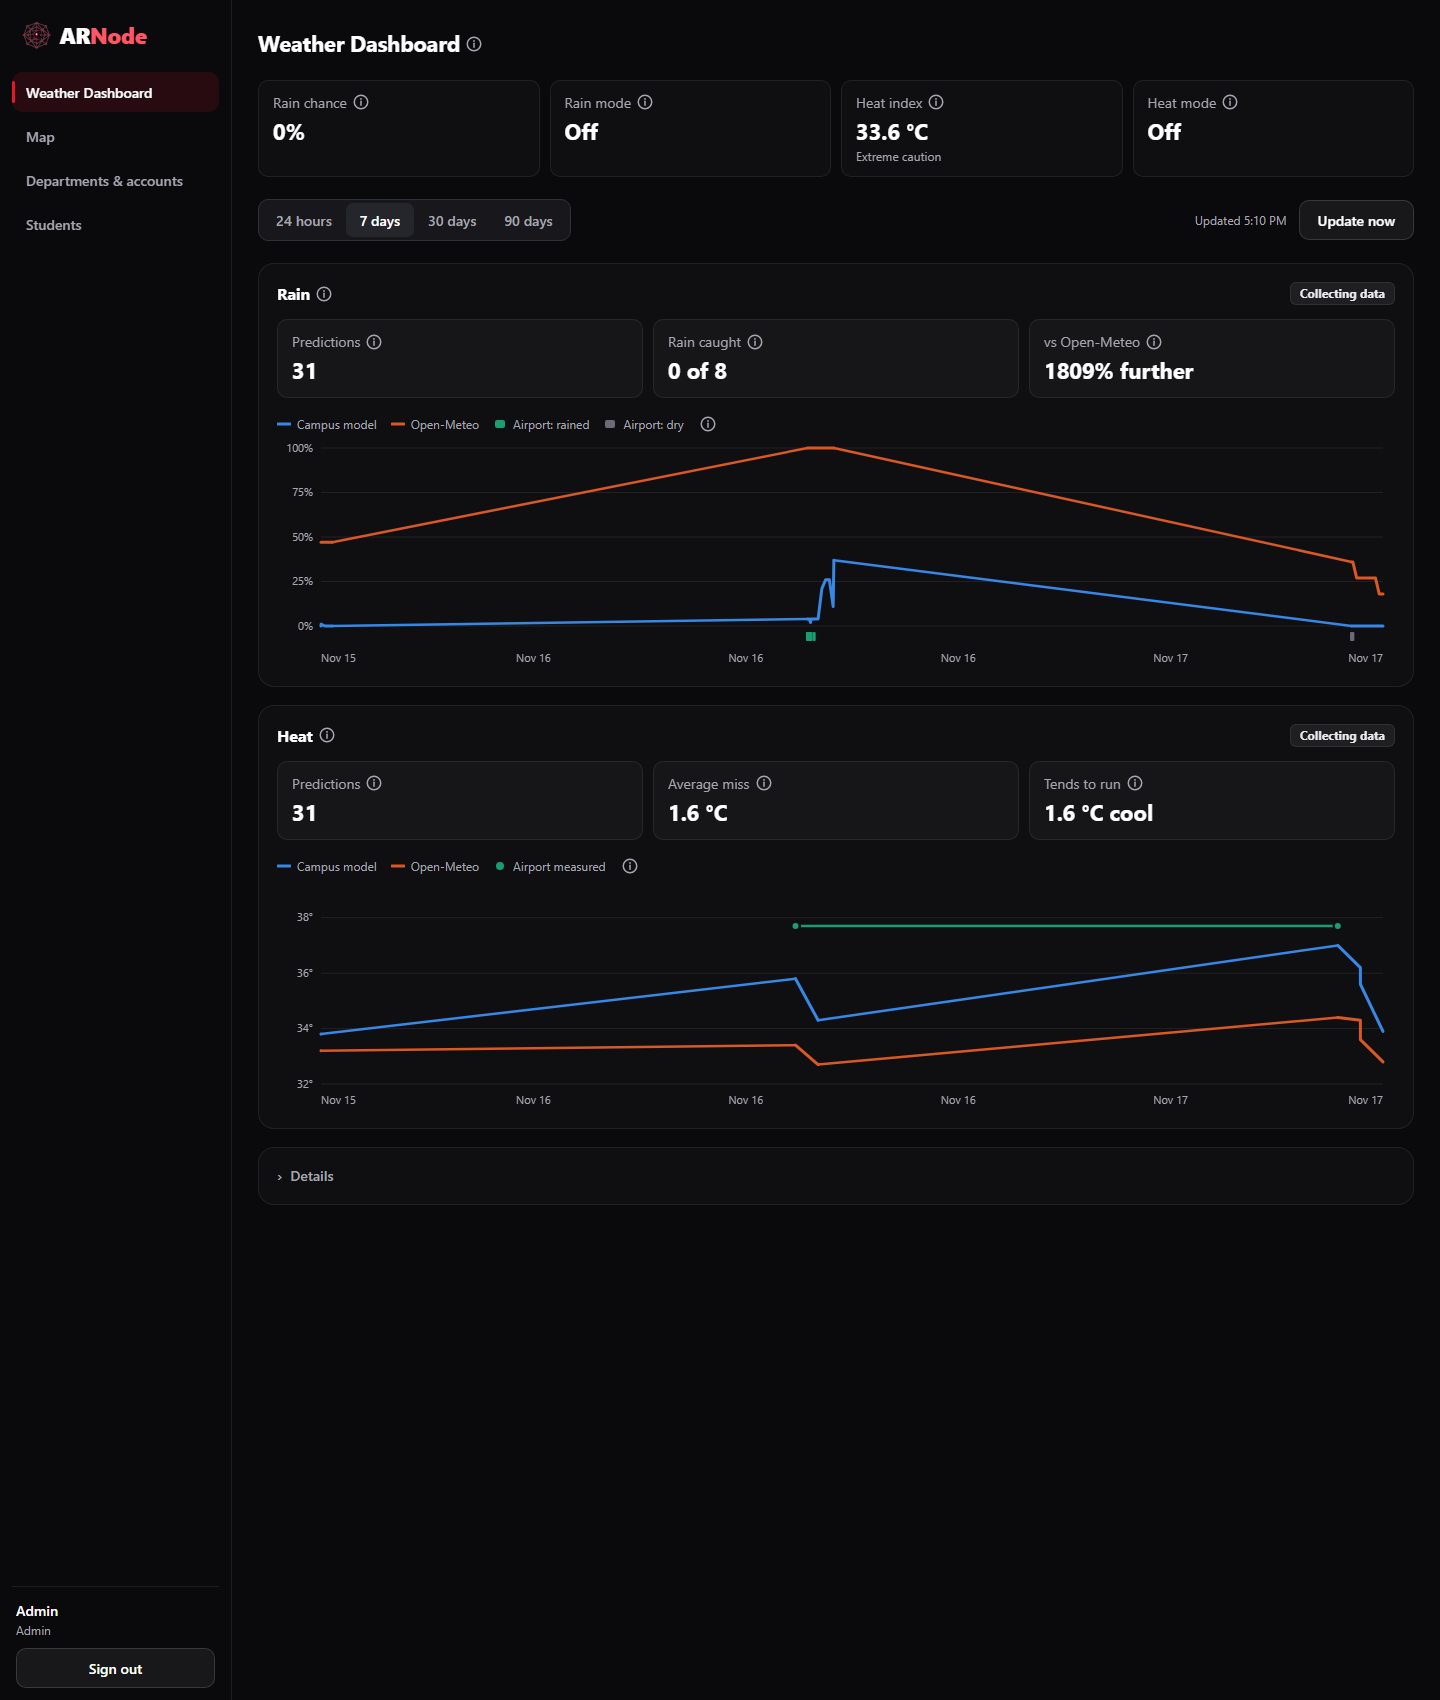 ARNode
Weather Dashboard
Map
Departments & accounts
Students
Weather Dashboard
Rain chance
0%
Rain mode
Off
Heat index
33.6 °C
Extreme caution
Heat mode
Off
24 hours 7 days 30 days 90 days
Updated 5:10 PM
Update now
Rain
Collecting data
Predictions
31
Rain caught
0 of 8
vs Open-Meteo
1809% further
Campus model Open-Meteo Airport: rained Airport: dry
100%
75%
50%
25%
0%
Nov 15 Nov 16 Nov 16 Nov 16 Nov 17 Nov 17
Heat
Collecting data
Predictions
31
Average miss
1.6 °C
Tends to run
1.6 °C cool
Campus model Open-Meteo Airport measured
38°
36°
34°
32°
Nov 15 Nov 16 Nov 16 Nov 16 Nov 17 Nov 17
› Details
Admin
Admin
Sign out